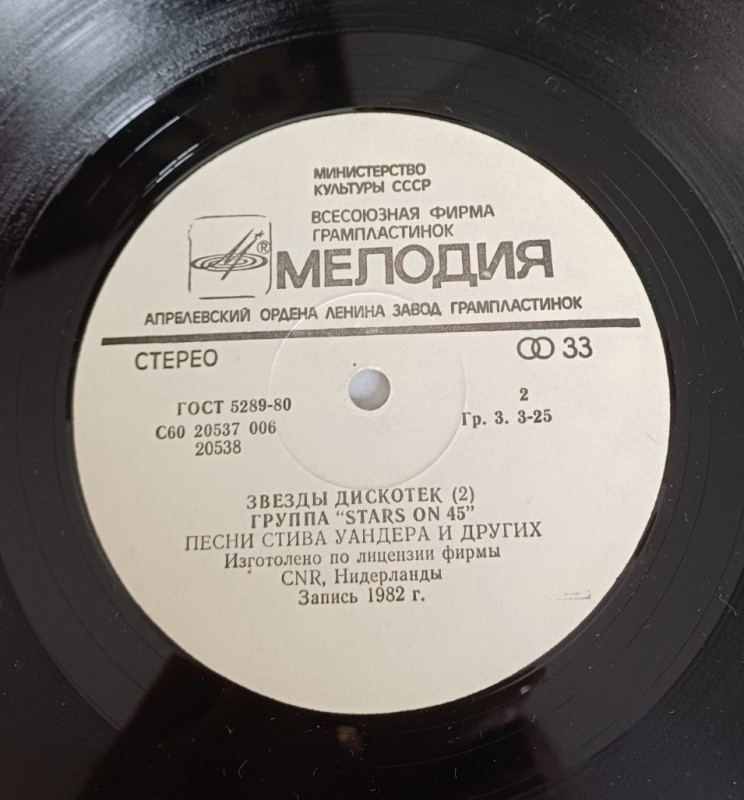 МИНИСТЕРСТВО
КУЛЬТУРЫ СССР
ВСЕСОЮЗНАЯ ФИРМА
ГРАМПЛАСТИНОК
®
МЕЛОДИЯ
АПРЕЛЕВСКИЙ ОРДЕНА ЛЕНИНА ЗАВОД ГРАМПЛАСТИНОК
СТЕРЕО 33
ГОСТ 5289-80 2
С60 20537 006 Гр. 3. 3-25
20538
ЗВЕЗДЫ ДИСКОТЕК (2)
ГРУППА "STARS ON 45"
ПЕСНИ СТИВА УАНДЕРА И ДРУГИХ
Изготолено по лицензии фирмы
CNR, Нидерланды
Запись 1982 г.